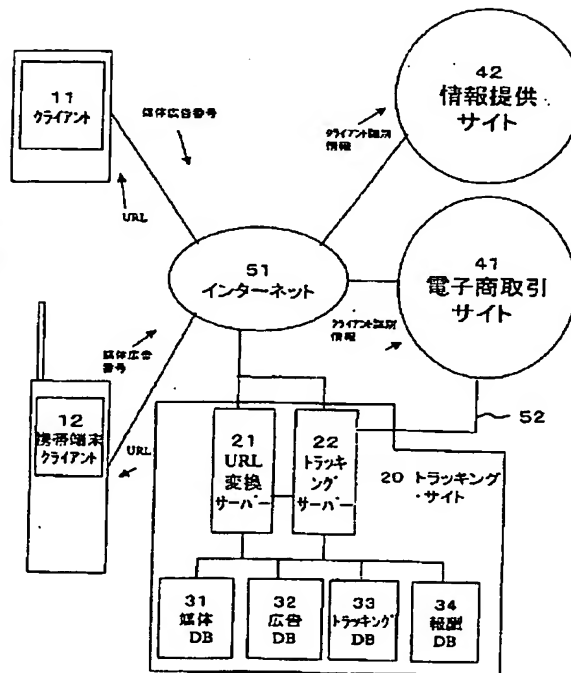 11
クライアント
媒体広告番号
URL
クライアント識別
情報
42
情報提供
サイト
51
インターネット
41
電子商取引
サイト
クライアント識別
情報
媒体広告
番号
12
携帯端末
クライアント
URL
52
21
URL
変換
サーバー
22
トラッ
キング
サーバー
20 トラッキング
・サイト
31
媒体
DB
32
広告
DB
33
トラッキング
DB
34
報酬
DB